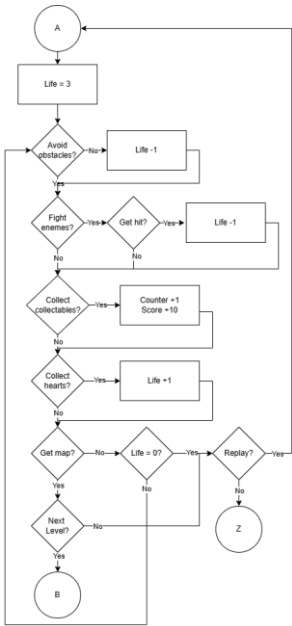 A
Life = 3
Avoid
obstacles?
No
Life -1
Yes
Fight
enemies?
Yes
Get hit?
Yes
Life -1
No
No
Collect
collectables?
Yes
Counter +1
Score +10
No
Collect
hearts?
Yes
Life +1
No
Get map?
No
Life = 0?
Yes
Replay?
Yes
Yes
No
No
Next
Level?
No
Z
Yes
B